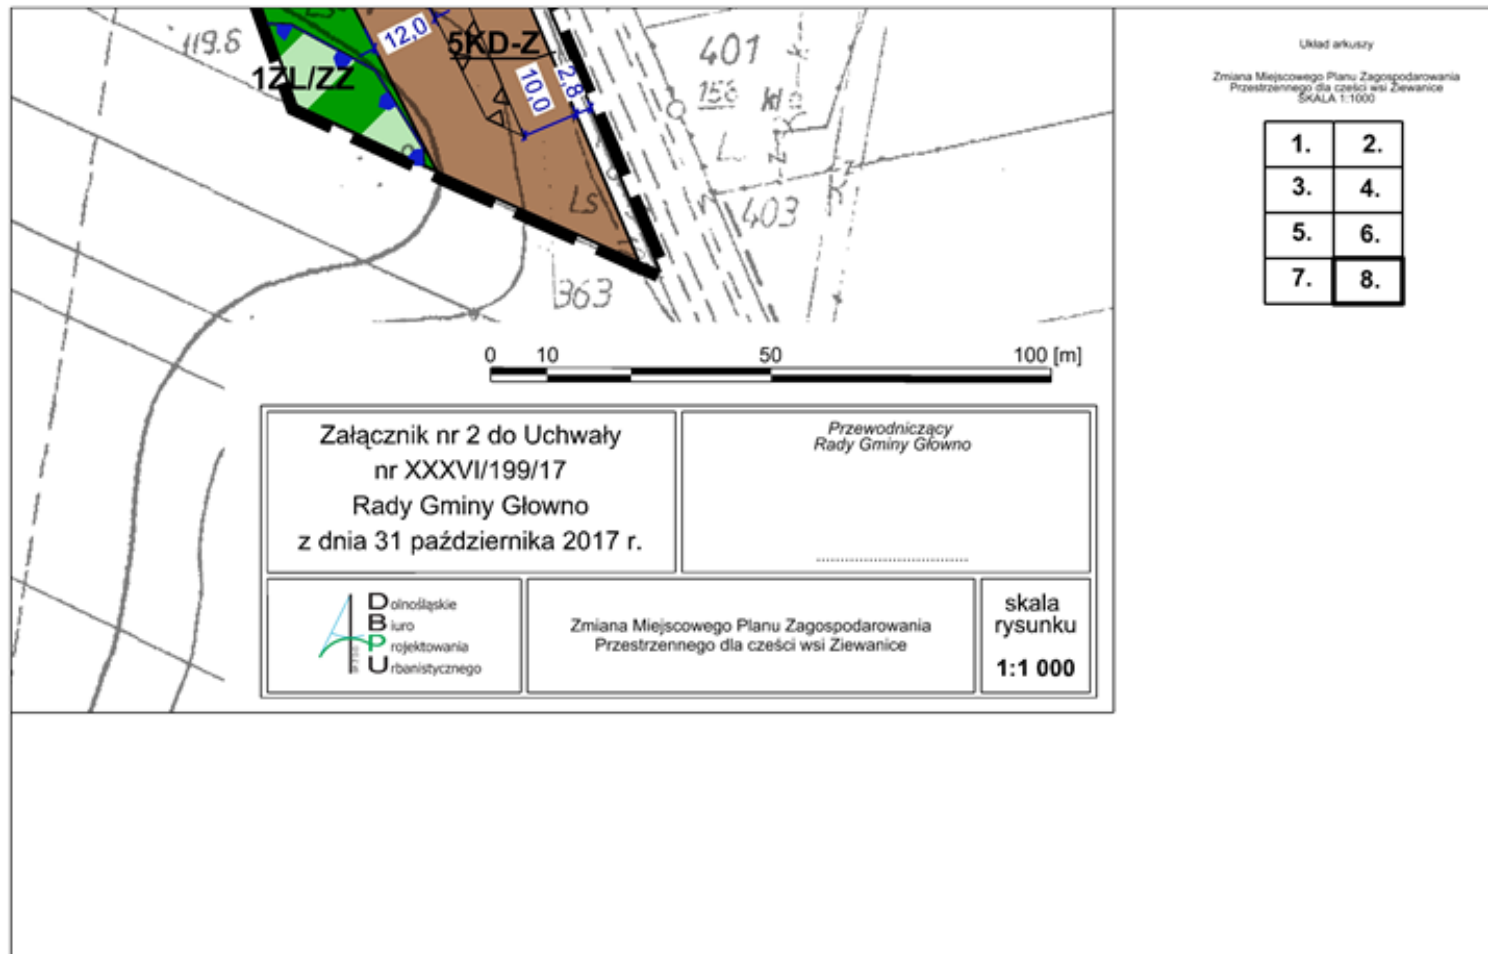 119.6
12,0
5KD-Z
401
156
kl
1ZL/ZZ
10,0
2,8
L
k
Ls
403
363
Układ arkuszy
Zmiana Miejscowego Planu Zagospodarowania
Przestrzennego dla cześci wsi Ziewanice
SKALA 1:1000
1. 2.
3. 4.
5. 6.
7. 8.
0 10 50 100 [m]
Załącznik nr 2 do Uchwały
nr XXXVI/199/17
Rady Gminy Głowno
z dnia 31 października 2017 r.
Przewodniczący
Rady Gminy Głowno
Dolnośląskie
Biuro
Projektowania
Urbanistycznego
Zmiana Miejscowego Planu Zagospodarowania
Przestrzennego dla cześci wsi Ziewanice
skala
rysunku
1:1 000